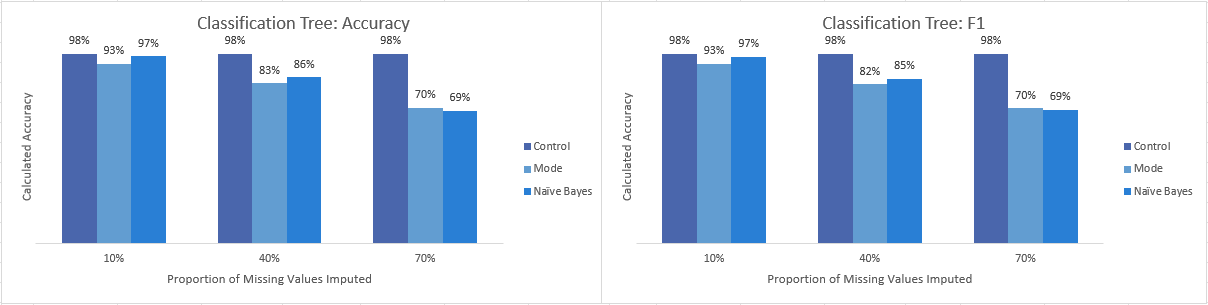 Classification Tree: Accuracy
98%
93%
97%
98%
83%
86%
98%
70%
69%
Calculated Accuracy
Control
Mode
Naïve Bayes
10%
40%
70%
Proportion of Missing Values Imputed
Classification Tree: F1
98%
93%
97%
98%
82%
85%
98%
70%
69%
Calculated Accuracy
Control
Mode
Naïve Bayes
10%
40%
70%
Proportion of Missing Values Imputed